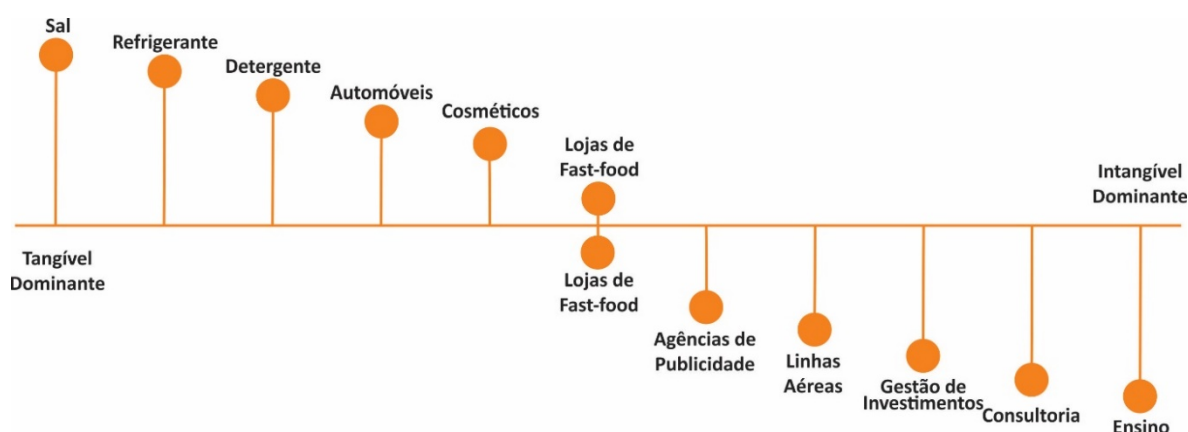 Sal
Refrigerante
Detergente
Automóveis
Cosméticos
Lojas de
Fast-food
Intangível
Dominante
Tangível
Dominante
Lojas de
Fast-food
Agências de
Publicidade
Linhas
Aéreas
Gestão de
Investimentos
Consultoria
Ensino